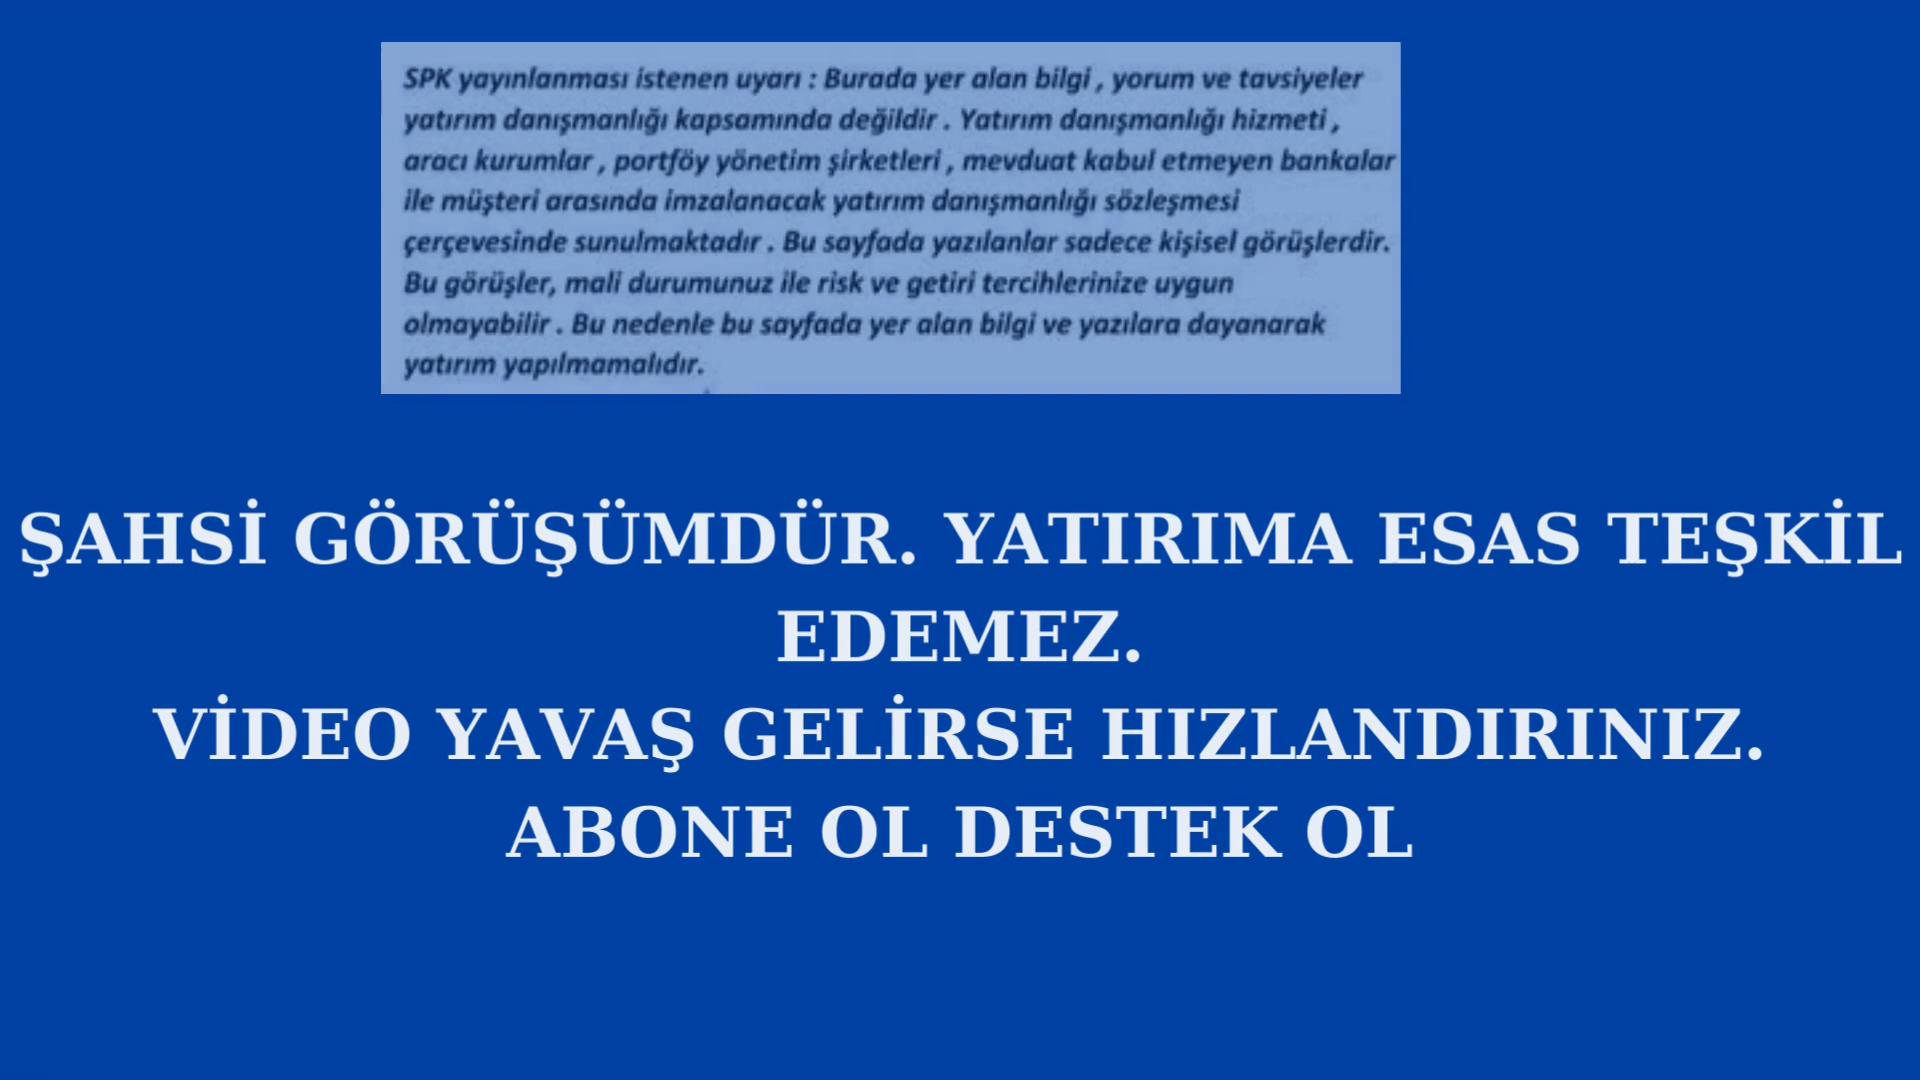 SPK yayınlanması istenen uyarı : Burada yer alan bilgi , yorum ve tavsiyeler
yatırım danışmanlığı kapsamında değildir . Yatırım danışmanlığı hizmeti ,
aracı kurumlar , portföy yönetim şirketleri , mevduat kabul etmeyen bankalar
ile müşteri arasında imzalanacak yatırım danışmanlığı sözleşmesi
çerçevesinde sunulmaktadır . Bu sayfada yazılanlar sadece kişisel görüşlerdir.
Bu görüşler, mali durumunuz ile risk ve getiri tercihlerinize uygun
olmayabilir . Bu nedenle bu sayfada yer alan bilgi ve yazılara dayanarak
yatırım yapılmamalıdır.
ŞAHSİ GÖRÜŞÜMDÜR. YATIRIMA ESAS TEŞKİL
EDEMEZ.
VİDEO YAVAŞ GELİRSE HIZLANDIRINIZ.
ABONE OL DESTEK OL